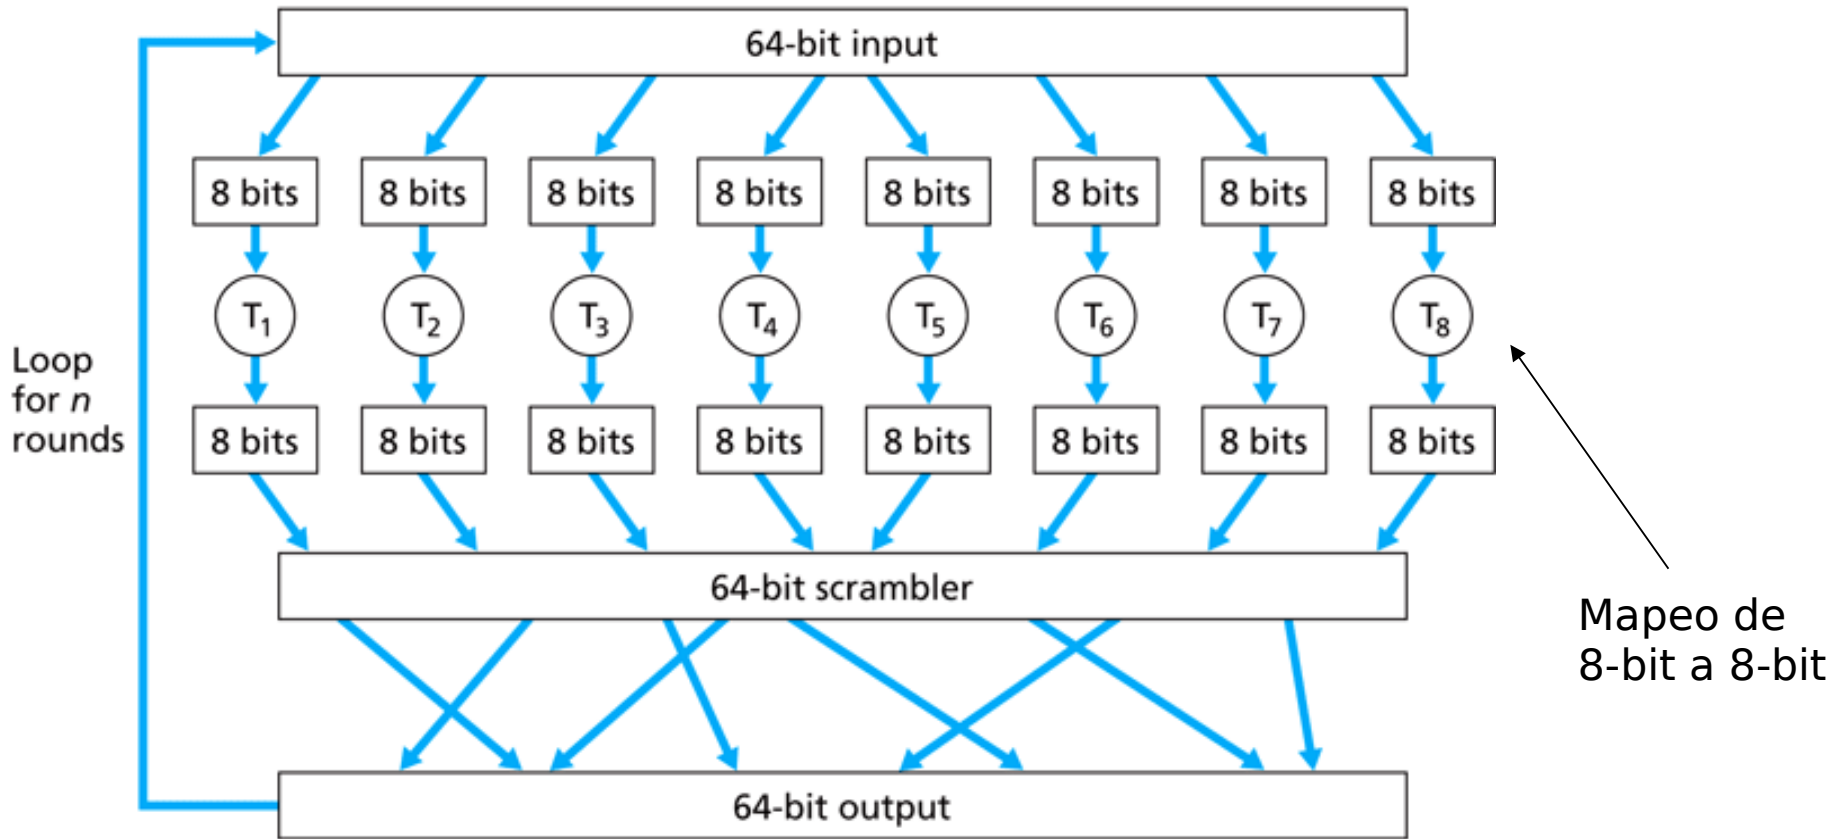 64-bit input
8 bits 8 bits 8 bits 8 bits 8 bits 8 bits 8 bits 8 bits
T1 T2 T3 T4 T5 T6 T7 T8
Loop
for n
rounds
8 bits 8 bits 8 bits 8 bits 8 bits 8 bits 8 bits 8 bits
64-bit scrambler
Mapeo de
8-bit a 8-bit
64-bit output